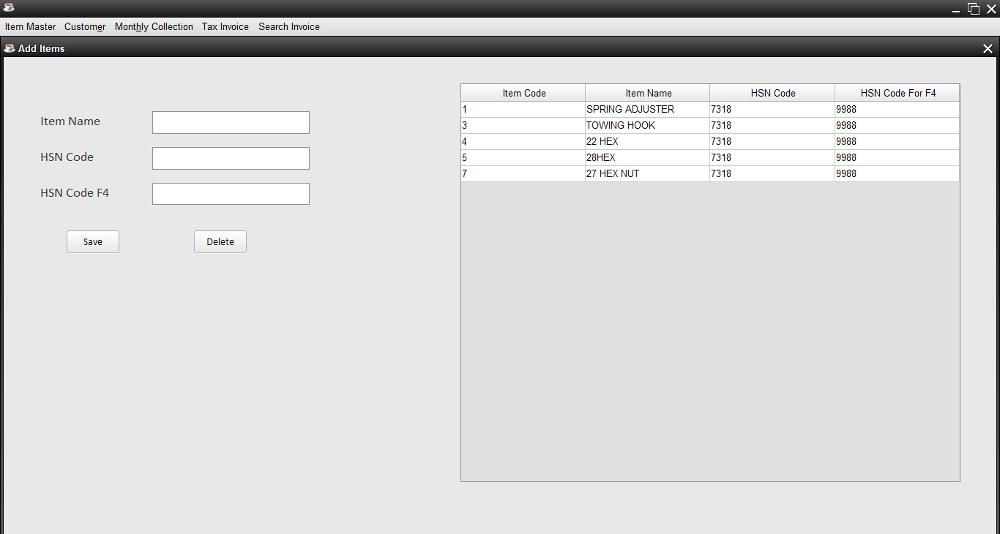 Item Master Customer Monthly Collection Tax Invoice Search Invoice
Add Items
Item Name
HSN Code
HSN Code F4
Save Delete
Item Code Item Name HSN Code HSN Code For F4
1 SPRING ADJUSTER 7318 9988
3 TOWING HOOK 7318 9988
4 22 HEX 7318 9988
5 28HEX 7318 9988
7 27 HEX NUT 7318 9988